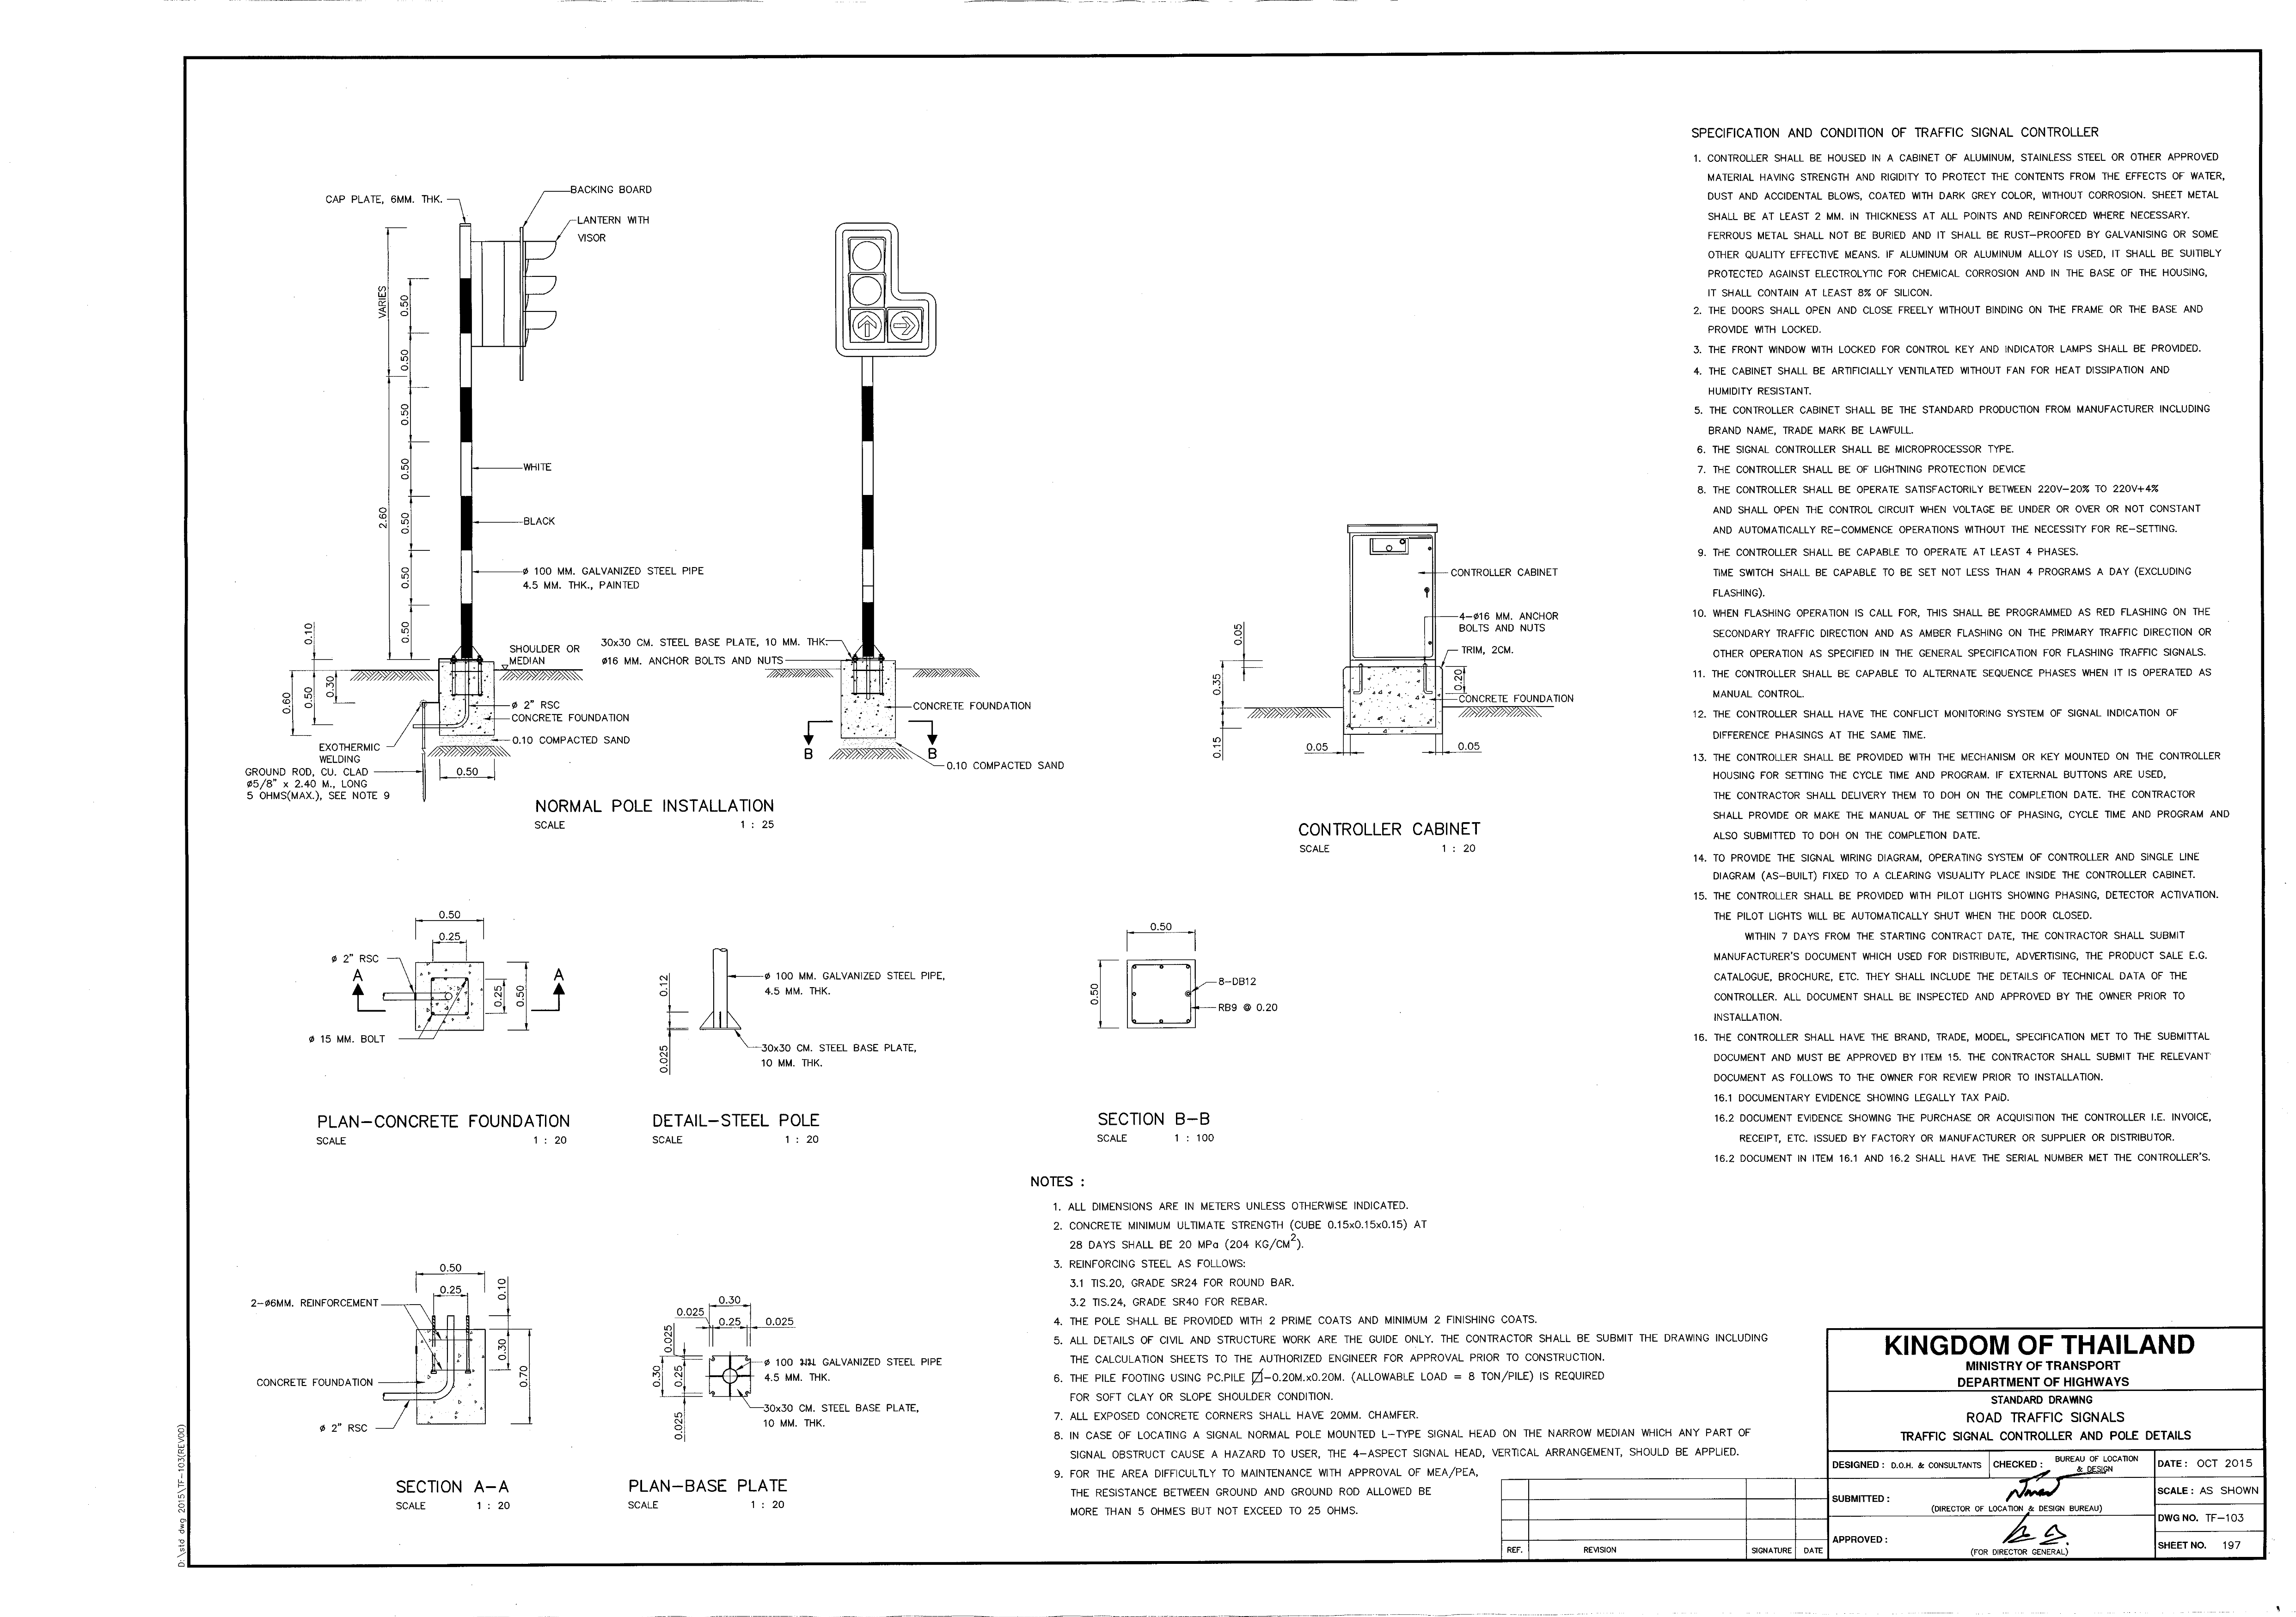 CAP PLATE, 6MM. THK.
BACKING BOARD
LANTERN WITH
VISOR
VARIES
0.50
0.50
0.50
0.50
0.50
0.50
0.50
2.60
WHITE
BLACK
ø 100 MM. GALVANIZED STEEL PIPE
4.5 MM. THK., PAINTED
0.10
SHOULDER OR
MEDIAN
30x30 CM. STEEL BASE PLATE, 10 MM. THK.
ø16 MM. ANCHOR BOLTS AND NUTS
0.60
0.50
0.30
ø 2" RSC
CONCRETE FOUNDATION
0.10 COMPACTED SAND
EXOTHERMIC
WELDING
GROUND ROD, CU. CLAD
ø5/8" x 2.40 M., LONG
5 OHMS(MAX.), SEE NOTE 9
0.50
CONCRETE FOUNDATION
B
B
0.10 COMPACTED SAND
NORMAL POLE INSTALLATION
SCALE 1 : 25
CONTROLLER CABINET
4-ø16 MM. ANCHOR
BOLTS AND NUTS
TRIM, 2CM.
0.05
0.35
0.20
CONCRETE FOUNDATION
0.15
0.05
0.05
CONTROLLER CABINET
SCALE 1 : 20
0.50
0.25
ø 2" RSC
A
A
0.25
0.50
ø 15 MM. BOLT
PLAN-CONCRETE FOUNDATION
SCALE 1 : 20
0.12
0.025
ø 100 MM. GALVANIZED STEEL PIPE,
4.5 MM. THK.
30x30 CM. STEEL BASE PLATE,
10 MM. THK.
DETAIL-STEEL POLE
SCALE 1 : 20
0.50
0.50
8-DB12
RB9 @ 0.20
SECTION B-B
SCALE 1 : 100
0.50
0.25
0.10
2-ø6MM. REINFORCEMENT
0.30
0.70
CONCRETE FOUNDATION
ø 2" RSC
SECTION A-A
SCALE 1 : 20
0.30
0.025
0.25
0.025
0.025
0.30
0.25
0.025
ø 100 มม. GALVANIZED STEEL PIPE
4.5 MM. THK.
30x30 CM. STEEL BASE PLATE,
10 MM. THK.
PLAN-BASE PLATE
SCALE 1 : 20
NOTES :
1. ALL DIMENSIONS ARE IN METERS UNLESS OTHERWISE INDICATED.
2. CONCRETE MINIMUM ULTIMATE STRENGTH (CUBE 0.15x0.15x0.15) AT
28 DAYS SHALL BE 20 MPa (204 KG/CM²).
3. REINFORCING STEEL AS FOLLOWS:
3.1 TIS.20, GRADE SR24 FOR ROUND BAR.
3.2 TIS.24, GRADE SR40 FOR REBAR.
4. THE POLE SHALL BE PROVIDED WITH 2 PRIME COATS AND MINIMUM 2 FINISHING COATS.
5. ALL DETAILS OF CIVIL AND STRUCTURE WORK ARE THE GUIDE ONLY. THE CONTRACTOR SHALL BE SUBMIT THE DRAWING INCLUDING
THE CALCULATION SHEETS TO THE AUTHORIZED ENGINEER FOR APPROVAL PRIOR TO CONSTRUCTION.
6. THE PILE FOOTING USING PC.PILE -0.20M.x0.20M. (ALLOWABLE LOAD = 8 TON/PILE) IS REQUIRED
FOR SOFT CLAY OR SLOPE SHOULDER CONDITION.
7. ALL EXPOSED CONCRETE CORNERS SHALL HAVE 20MM. CHAMFER.
8. IN CASE OF LOCATING A SIGNAL NORMAL POLE MOUNTED L-TYPE SIGNAL HEAD ON THE NARROW MEDIAN WHICH ANY PART OF
SIGNAL OBSTRUCT CAUSE A HAZARD TO USER, THE 4-ASPECT SIGNAL HEAD, VERTICAL ARRANGEMENT, SHOULD BE APPLIED.
9. FOR THE AREA DIFFICULTLY TO MAINTENANCE WITH APPROVAL OF MEA/PEA,
THE RESISTANCE BETWEEN GROUND AND GROUND ROD ALLOWED BE
MORE THAN 5 OHMES BUT NOT EXCEED TO 25 OHMS.
SPECIFICATION AND CONDITION OF TRAFFIC SIGNAL CONTROLLER
1. CONTROLLER SHALL BE HOUSED IN A CABINET OF ALUMINUM, STAINLESS STEEL OR OTHER APPROVED
MATERIAL HAVING STRENGTH AND RIGIDITY TO PROTECT THE CONTENTS FROM THE EFFECTS OF WATER,
DUST AND ACCIDENTAL BLOWS, COATED WITH DARK GREY COLOR, WITHOUT CORROSION. SHEET METAL
SHALL BE AT LEAST 2 MM. IN THICKNESS AT ALL POINTS AND REINFORCED WHERE NECESSARY.
FERROUS METAL SHALL NOT BE BURIED AND IT SHALL BE RUST-PROOFED BY GALVANISING OR SOME
OTHER QUALITY EFFECTIVE MEANS. IF ALUMINUM OR ALUMINUM ALLOY IS USED, IT SHALL BE SUITIBLY
PROTECTED AGAINST ELECTROLYTIC FOR CHEMICAL CORROSION AND IN THE BASE OF THE HOUSING,
IT SHALL CONTAIN AT LEAST 8% OF SILICON.
2. THE DOORS SHALL OPEN AND CLOSE FREELY WITHOUT BINDING ON THE FRAME OR THE BASE AND
PROVIDE WITH LOCKED.
3. THE FRONT WINDOW WITH LOCKED FOR CONTROL KEY AND INDICATOR LAMPS SHALL BE PROVIDED.
4. THE CABINET SHALL BE ARTIFICIALLY VENTILATED WITHOUT FAN FOR HEAT DISSIPATION AND
HUMIDITY RESISTANT.
5. THE CONTROLLER CABINET SHALL BE THE STANDARD PRODUCTION FROM MANUFACTURER INCLUDING
BRAND NAME, TRADE MARK BE LAWFULL.
6. THE SIGNAL CONTROLLER SHALL BE MICROPROCESSOR TYPE.
7. THE CONTROLLER SHALL BE OF LIGHTNING PROTECTION DEVICE
8. THE CONTROLLER SHALL BE OPERATE SATISFACTORILY BETWEEN 220V-20% TO 220V+4%
AND SHALL OPEN THE CONTROL CIRCUIT WHEN VOLTAGE BE UNDER OR OVER OR NOT CONSTANT
AND AUTOMATICALLY RE-COMMENCE OPERATIONS WITHOUT THE NECESSITY FOR RE-SETTING.
9. THE CONTROLLER SHALL BE CAPABLE TO OPERATE AT LEAST 4 PHASES.
TIME SWITCH SHALL BE CAPABLE TO BE SET NOT LESS THAN 4 PROGRAMS A DAY (EXCLUDING
FLASHING).
10. WHEN FLASHING OPERATION IS CALL FOR, THIS SHALL BE PROGRAMMED AS RED FLASHING ON THE
SECONDARY TRAFFIC DIRECTION AND AS AMBER FLASHING ON THE PRIMARY TRAFFIC DIRECTION OR
OTHER OPERATION AS SPECIFIED IN THE GENERAL SPECIFICATION FOR FLASHING TRAFFIC SIGNALS.
11. THE CONTROLLER SHALL BE CAPABLE TO ALTERNATE SEQUENCE PHASES WHEN IT IS OPERATED AS
MANUAL CONTROL.
12. THE CONTROLLER SHALL HAVE THE CONFLICT MONITORING SYSTEM OF SIGNAL INDICATION OF
DIFFERENCE PHASINGS AT THE SAME TIME.
13. THE CONTROLLER SHALL BE PROVIDED WITH THE MECHANISM OR KEY MOUNTED ON THE CONTROLLER
HOUSING FOR SETTING THE CYCLE TIME AND PROGRAM. IF EXTERNAL BUTTONS ARE USED,
THE CONTRACTOR SHALL DELIVERY THEM TO DOH ON THE COMPLETION DATE. THE CONTRACTOR
SHALL PROVIDE OR MAKE THE MANUAL OF THE SETTING OF PHASING, CYCLE TIME AND PROGRAM AND
ALSO SUBMITTED TO DOH ON THE COMPLETION DATE.
14. TO PROVIDE THE SIGNAL WIRING DIAGRAM, OPERATING SYSTEM OF CONTROLLER AND SINGLE LINE
DIAGRAM (AS-BUILT) FIXED TO A CLEARING VISUALITY PLACE INSIDE THE CONTROLLER CABINET.
15. THE CONTROLLER SHALL BE PROVIDED WITH PILOT LIGHTS SHOWING PHASING, DETECTOR ACTIVATION.
THE PILOT LIGHTS WILL BE AUTOMATICALLY SHUT WHEN THE DOOR CLOSED.
WITHIN 7 DAYS FROM THE STARTING CONTRACT DATE, THE CONTRACTOR SHALL SUBMIT
MANUFACTURER'S DOCUMENT WHICH USED FOR DISTRIBUTE, ADVERTISING, THE PRODUCT SALE E.G.
CATALOGUE, BROCHURE, ETC. THEY SHALL INCLUDE THE DETAILS OF TECHNICAL DATA OF THE
CONTROLLER. ALL DOCUMENT SHALL BE INSPECTED AND APPROVED BY THE OWNER PRIOR TO
INSTALLATION.
16. THE CONTROLLER SHALL HAVE THE BRAND, TRADE, MODEL, SPECIFICATION MET TO THE SUBMITTAL
DOCUMENT AND MUST BE APPROVED BY ITEM 15. THE CONTRACTOR SHALL SUBMIT THE RELEVANT
DOCUMENT AS FOLLOWS TO THE OWNER FOR REVIEW PRIOR TO INSTALLATION.
16.1 DOCUMENTARY EVIDENCE SHOWING LEGALLY TAX PAID.
16.2 DOCUMENT EVIDENCE SHOWING THE PURCHASE OR ACQUISITION THE CONTROLLER I.E. INVOICE,
RECEIPT, ETC. ISSUED BY FACTORY OR MANUFACTURER OR SUPPLIER OR DISTRIBUTOR.
16.2 DOCUMENT IN ITEM 16.1 AND 16.2 SHALL HAVE THE SERIAL NUMBER MET THE CONTROLLER'S.
KINGDOM OF THAILAND
MINISTRY OF TRANSPORT
DEPARTMENT OF HIGHWAYS
STANDARD DRAWING
ROAD TRAFFIC SIGNALS
TRAFFIC SIGNAL CONTROLLER AND POLE DETAILS
DESIGNED : D.O.H. & CONSULTANTS
CHECKED : BUREAU OF LOCATION
& DESIGN
DATE : OCT 2015
SUBMITTED :
(DIRECTOR OF LOCATION & DESIGN BUREAU)
SCALE : AS SHOWN
DWG NO. TF-103
APPROVED :
(FOR DIRECTOR GENERAL)
SHEET NO. 197
REF. REVISION SIGNATURE DATE
D:\std dwg 2015\TF-103(REV00)